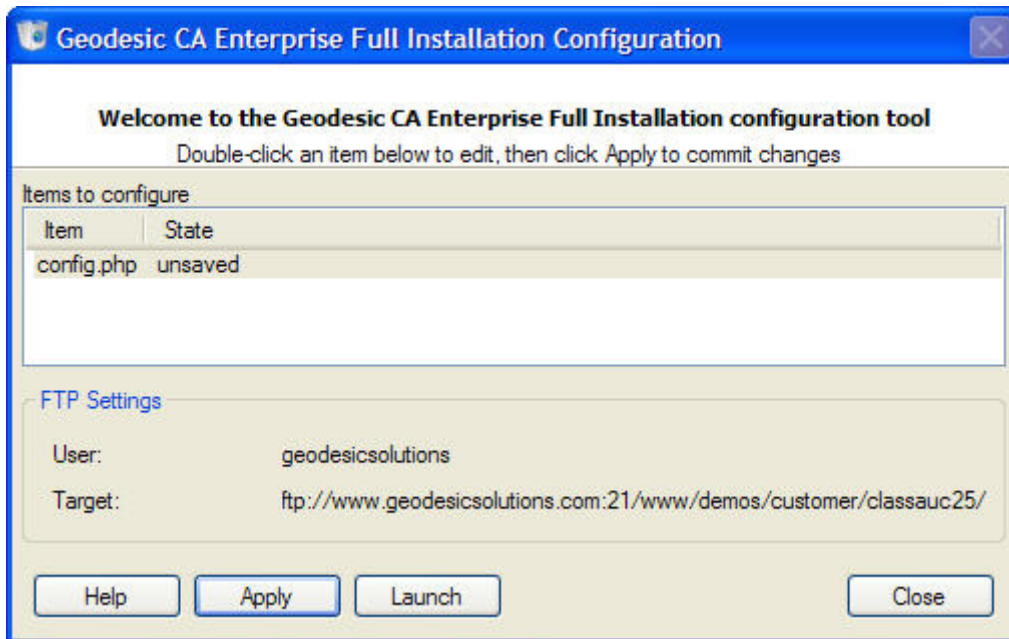 Geodesic CA Enterprise Full Installation Configuration
Welcome to the Geodesic CA Enterprise Full Installation configuration tool
Double-click an item below to edit, then click Apply to commit changes
Items to configure
Item State
config.php unsaved
FTP Settings
User: geodesicsolutions
Target: ftp://www.geodesicsolutions.com:21/www/demos/customer/classauc25/
Help Apply Launch Close